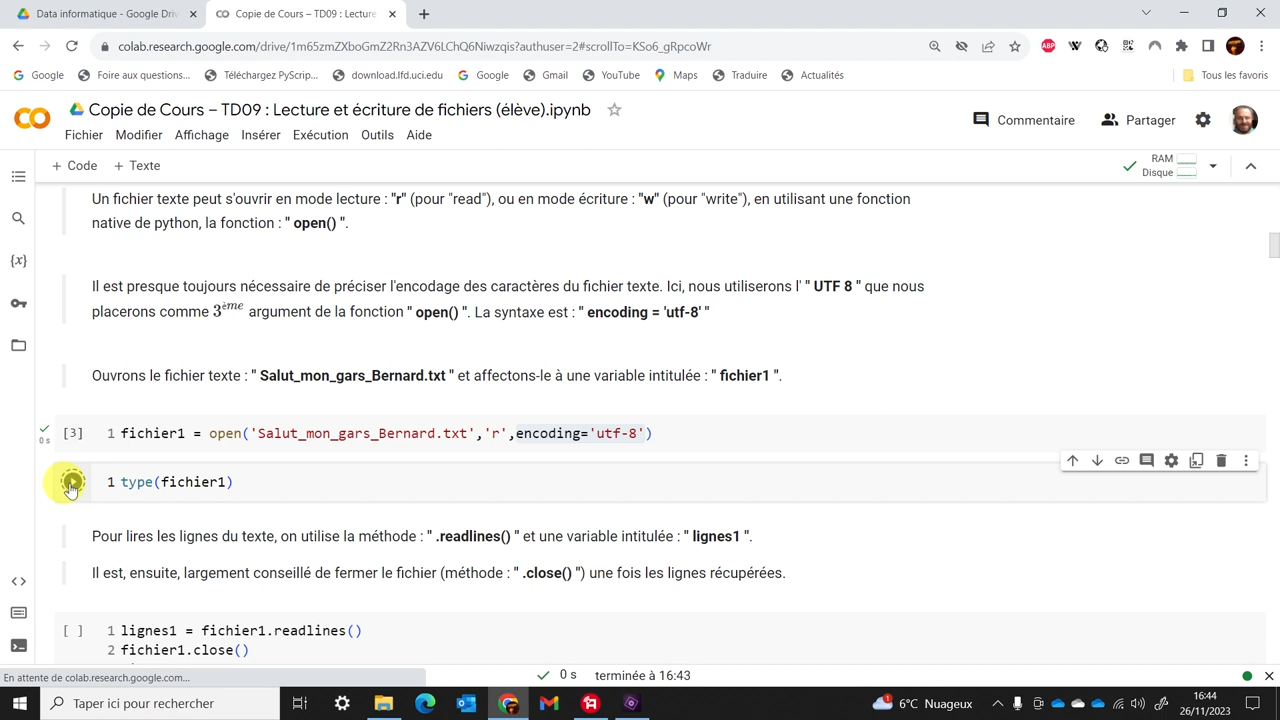 Data informatique - Google Driv
Copie de Cours – TD09 : Lecture
colab.research.google.com/drive/1m65zmZXboGmZ2Rn3AZV6LChQ6Niwzqis?authuser=2#scrollTo=KSo6_gRpcoWr
Google
Foire aux questions...
Téléchargez PyScrip...
download.lfd.uci.edu
Google
Gmail
YouTube
Maps
Traduire
Actualités
Tous les favoris
Copie de Cours – TD09 : Lecture et écriture de fichiers (élève).ipynb
Commentaire
Partager
Fichier Modifier Affichage Insérer Exécution Outils Aide
+ Code + Texte
RAM
Disque
Un fichier texte peut s'ouvrir en mode lecture : "r" (pour "read"), ou en mode écriture : "w" (pour "write"), en utilisant une fonction
native de python, la fonction : " open() ".
Il est presque toujours nécessaire de préciser l'encodage des caractères du fichier texte. Ici, nous utiliserons l' " UTF 8 " que nous
placerons comme 3ème argument de la fonction " open() ". La syntaxe est : " encoding = 'utf-8' "
Ouvrons le fichier texte : " Salut_mon_gars_Bernard.txt " et affectons-le à une variable intitulée : " fichier1 ".
0 s
[3] 1 fichier1 = open('Salut_mon_gars_Bernard.txt','r',encoding='utf-8')
1 type(fichier1)
Pour lires les lignes du texte, on utilise la méthode : " .readlines() " et une variable intitulée : " lignes1 ".
Il est, ensuite, largement conseillé de fermer le fichier (méthode : " .close() ") une fois les lignes récupérées.
[ ] 1 lignes1 = fichier1.readlines()
2 fichier1.close()
En attente de colab.research.google.com...
0 s terminée à 16:43
Taper ici pour rechercher
6°C Nuageux
16:44
26/11/2023